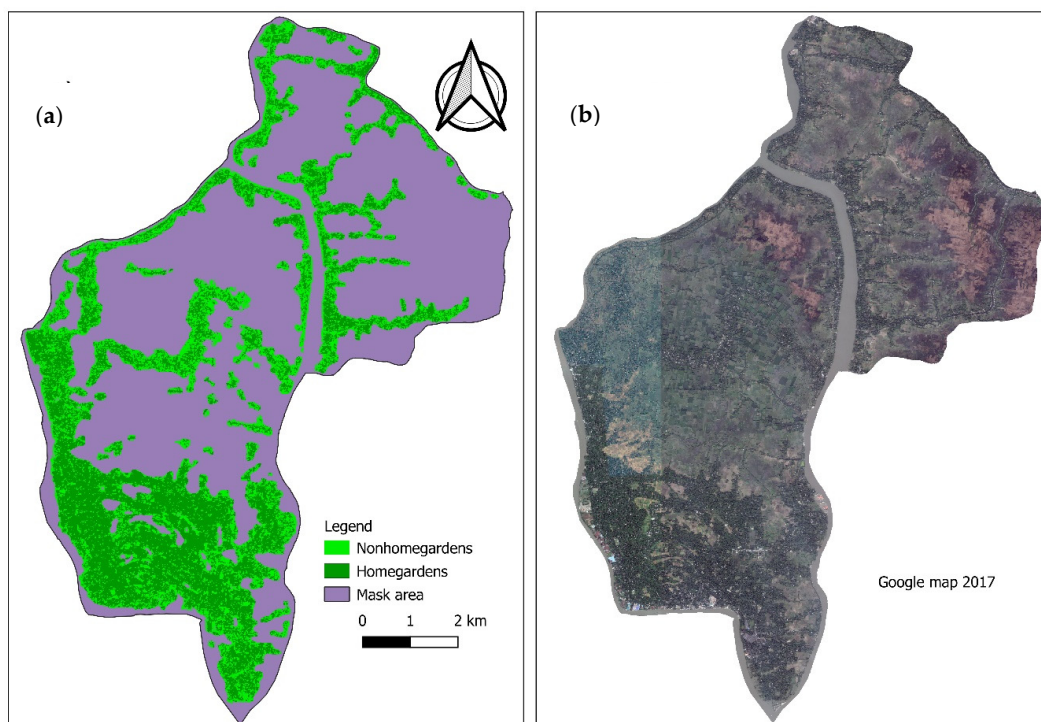 (a)
Legend
Nonhomegardens
Homegardens
Mask area
0 1 2 km
(b)
Google map 2017